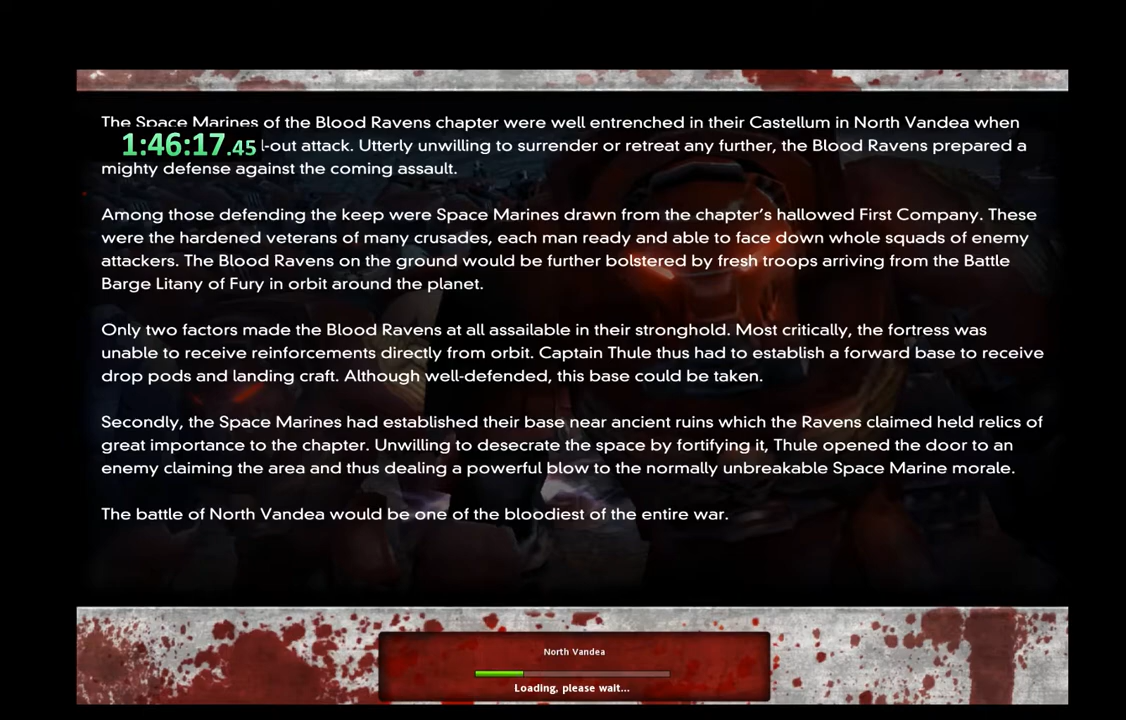 The Space Marines of the Blood Ravens chapter were well entrenched in their Castellum in North Vandea when
1:46:17.45 l-out attack. Utterly unwilling to surrender or retreat any further, the Blood Ravens prepared a
mighty defense against the coming assault.
Among those defending the keep were Space Marines drawn from the chapter's hallowed First Company. These
were the hardened veterans of many crusades, each man ready and able to face down whole squads of enemy
attackers. The Blood Ravens on the ground would be further bolstered by fresh troops arriving from the Battle
Barge Litany of Fury in orbit around the planet.
Only two factors made the Blood Ravens at all assailable in their stronghold. Most critically, the fortress was
unable to receive reinforcements directly from orbit. Captain Thule thus had to establish a forward base to receive
drop pods and landing craft. Although well-defended, this base could be taken.
Secondly, the Space Marines had established their base near ancient ruins which the Ravens claimed held relics of
great importance to the chapter. Unwilling to desecrate the space by fortifying it, Thule opened the door to an
enemy claiming the area and thus dealing a powerful blow to the normally unbreakable Space Marine morale.
The battle of North Vandea would be one of the bloodiest of the entire war.
North Vandea
Loading, please wait...